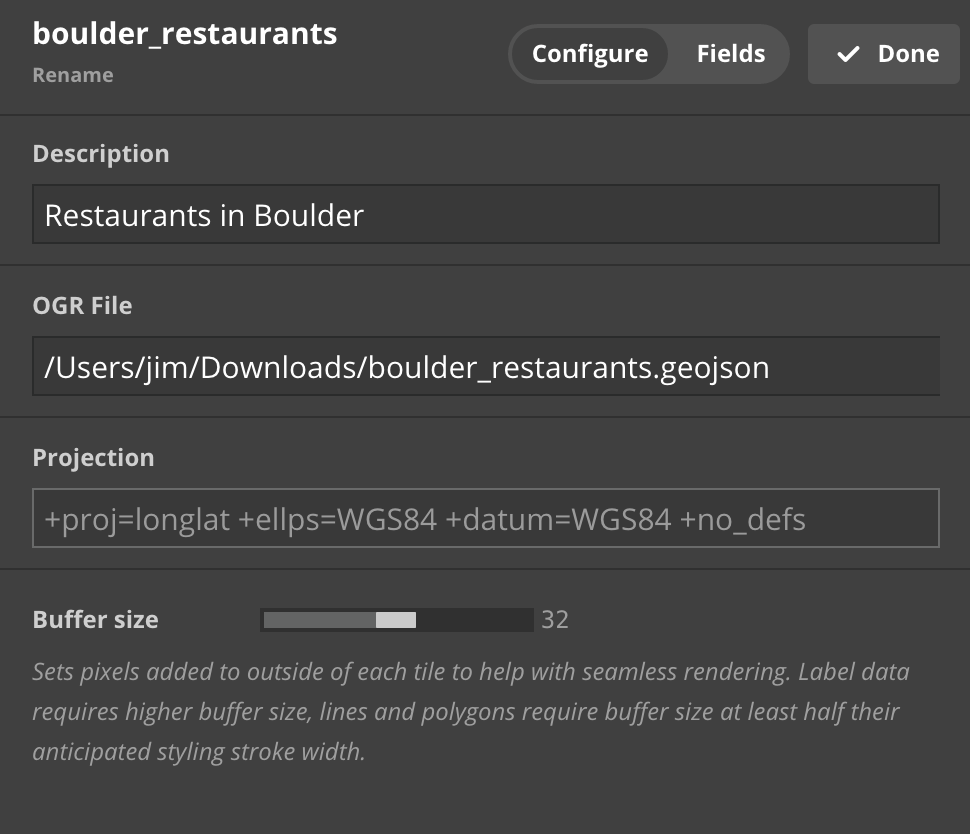 boulder_restaurants
Rename
Configure
Fields
Done
Description
Restaurants in Boulder
OGR File
/Users/jim/Downloads/boulder_restaurants.geojson
Projection
+proj=longlat +ellps=WGS84 +datum=WGS84 +no_defs
Buffer size
32
Sets pixels added to outside of each tile to help with seamless rendering. Label data
requires higher buffer size, lines and polygons require buffer size at least half their
anticipated styling stroke width.